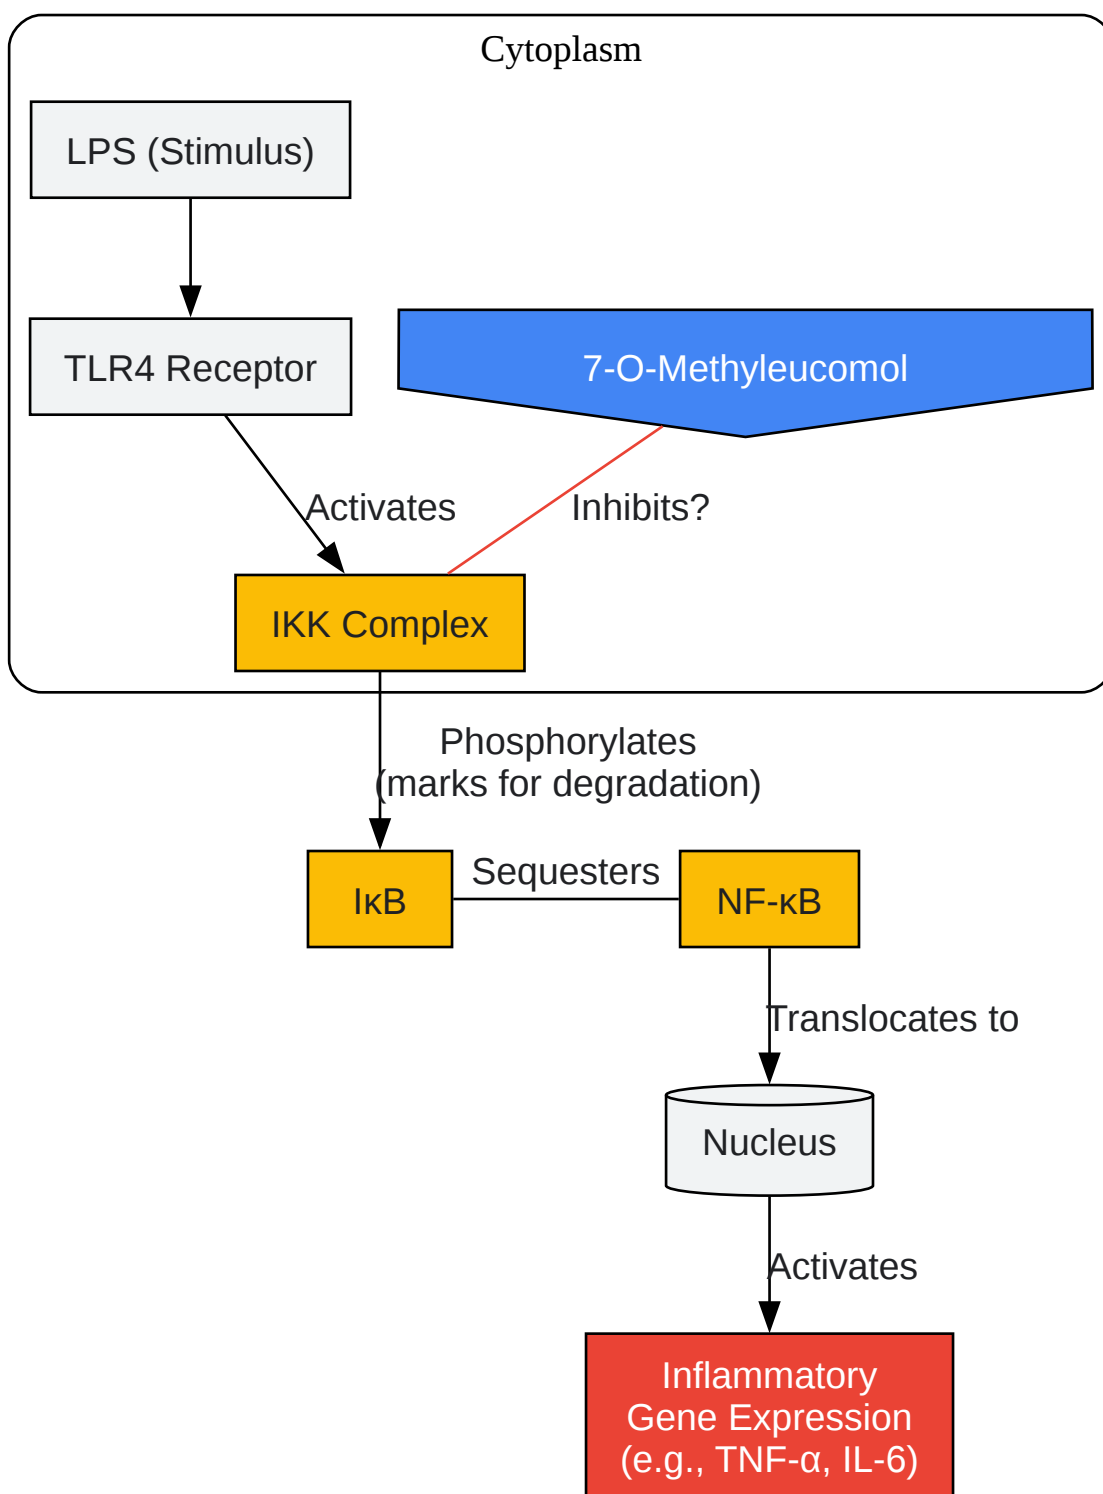 Cytoplasm
LPS (Stimulus)
TLR4 Receptor
7-O-Methyleucomol
Activates
Inhibits?
IKK Complex
Phosphorylates
(marks for degradation)
IκB
Sequesters
NF-κB
Translocates to
Nucleus
Activates
Inflammatory
Gene Expression
(e.g., TNF-α, IL-6)